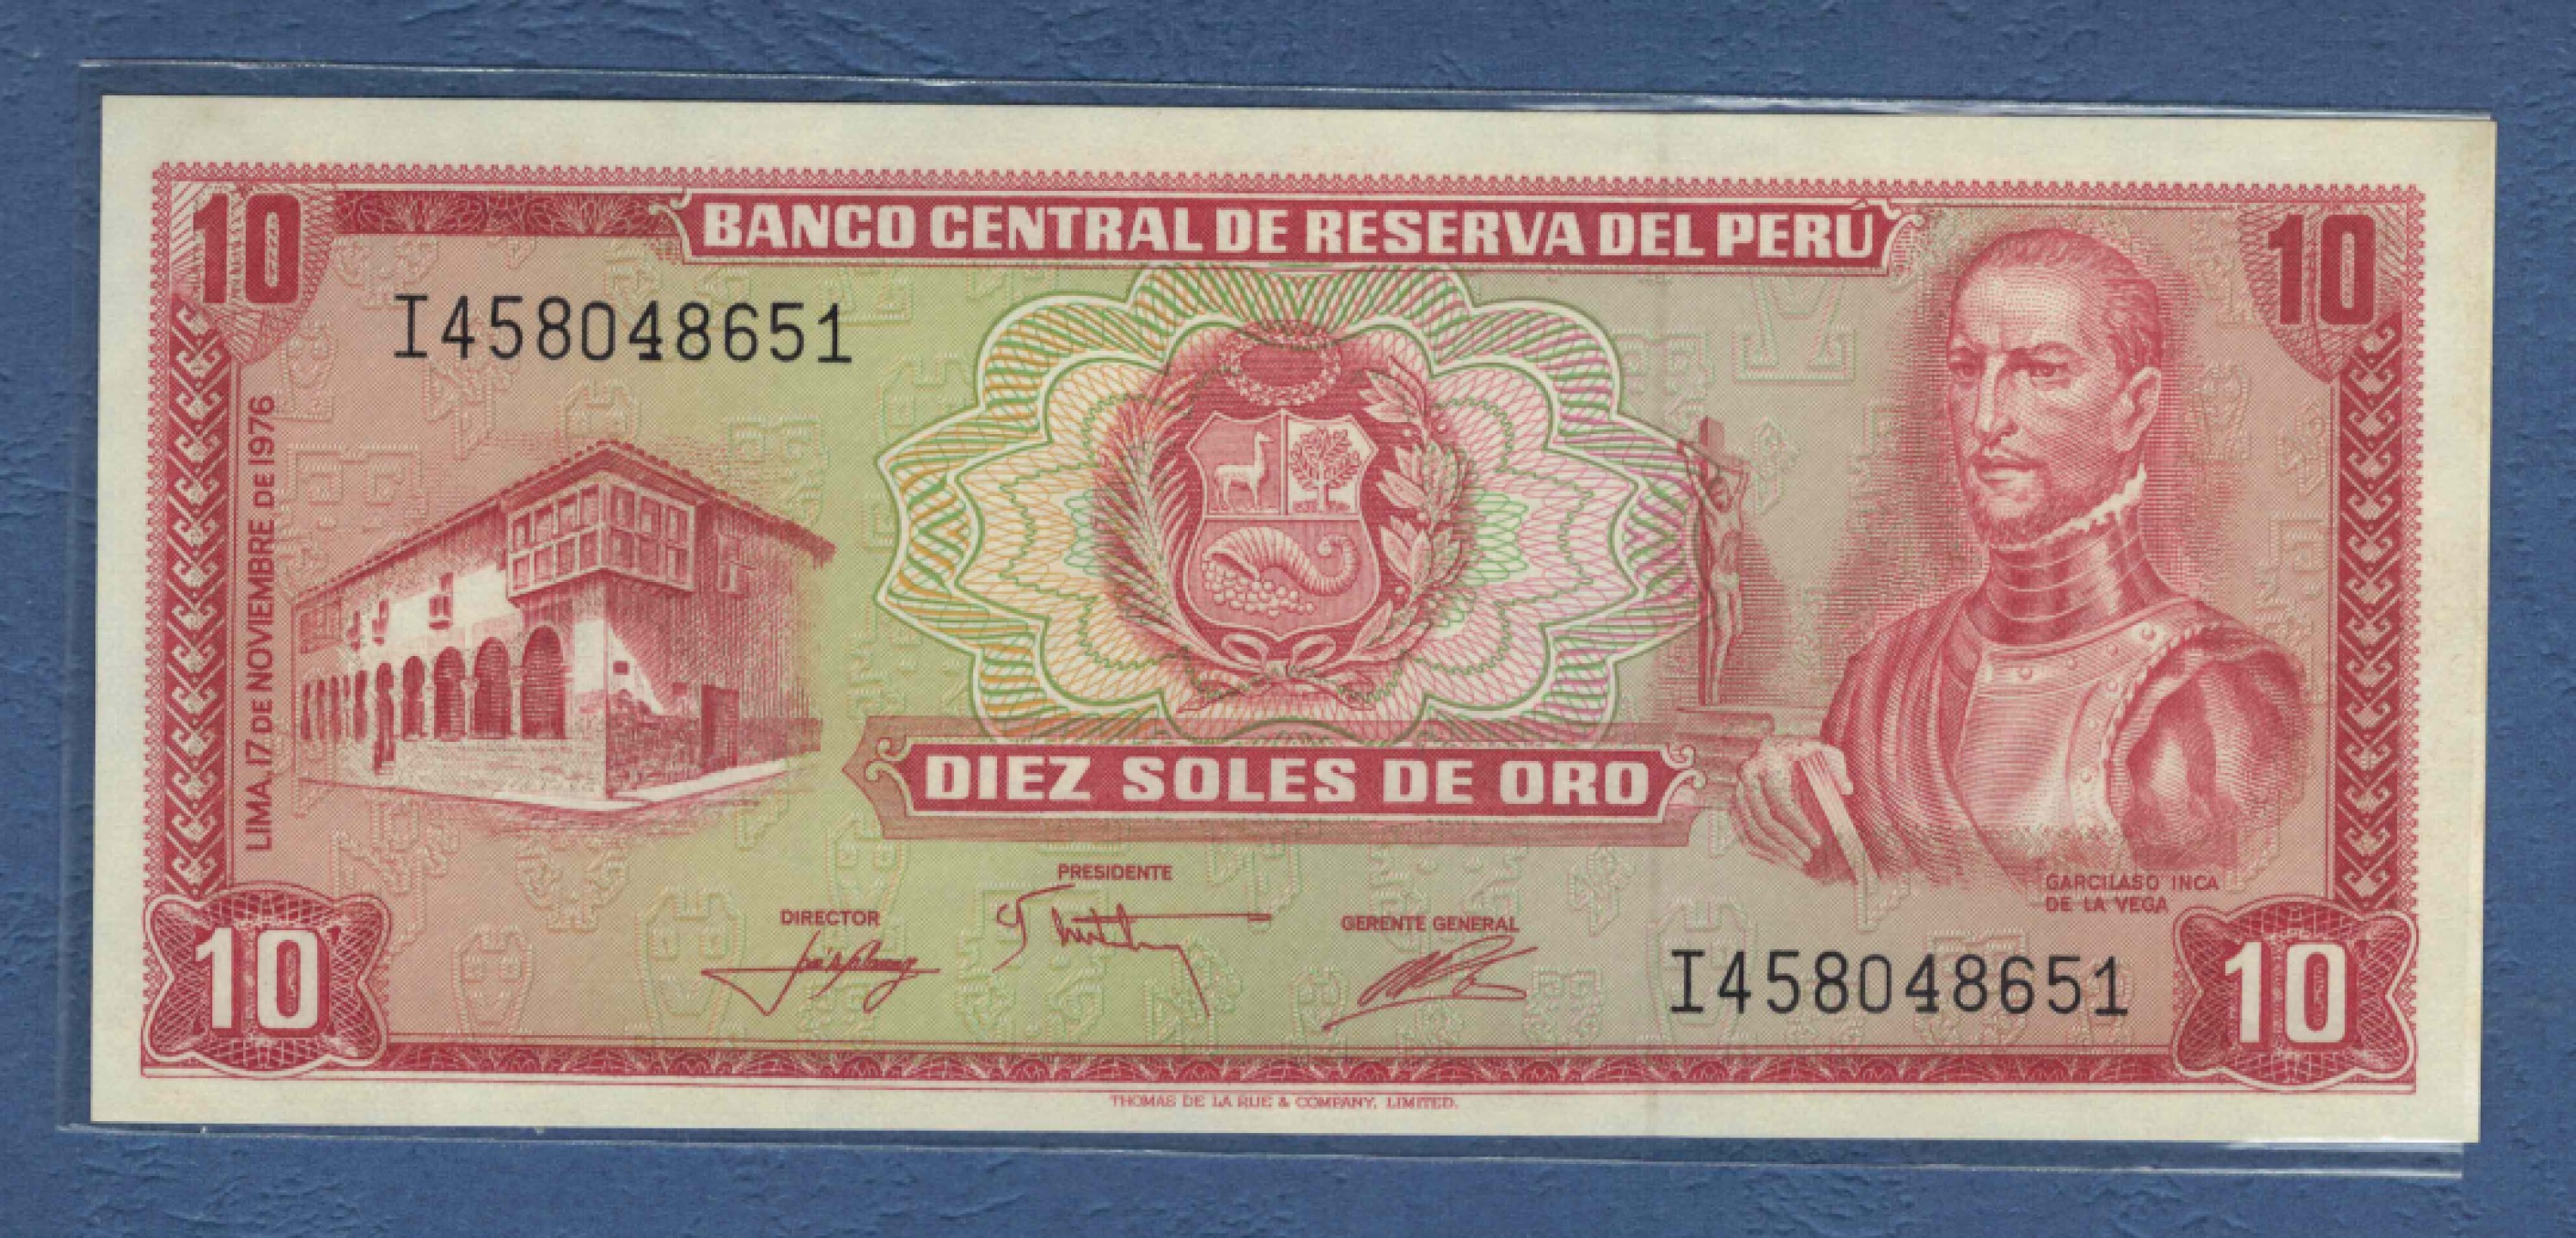 10
BANCO CENTRAL DE RESERVA DEL PERÚ
10
I458048651
LIMA, 17 DE NOVIEMBRE DE 1976
DIEZ SOLES DE ORO
PRESIDENTE
DIRECTOR
GERENTE GENERAL
GARCILASO INCA
DE LA VEGA
10
I458048651
10
THOMAS DE LA RUE & COMPANY, LIMITED.